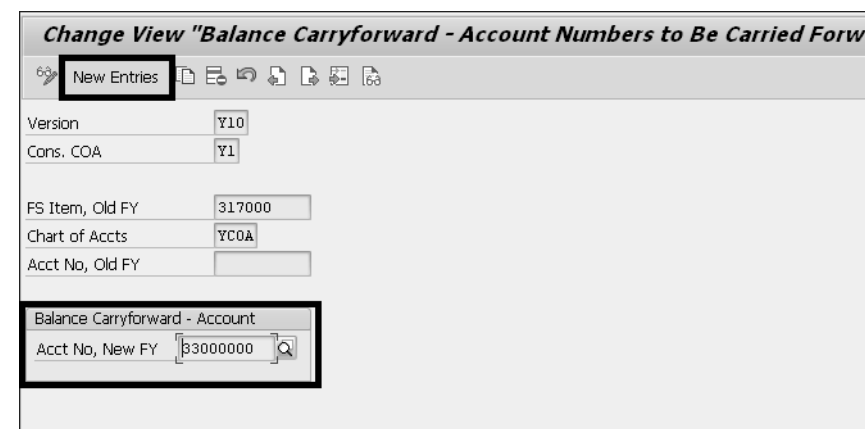 Change View "Balance Carryforward - Account Numbers to Be Carried Forw
New Entries
Version Y10
Cons. COA Y1
FS Item, Old FY 317000
Chart of Accts YCOA
Acct No, Old FY
Balance Carryforward - Account
Acct No, New FY 33000000